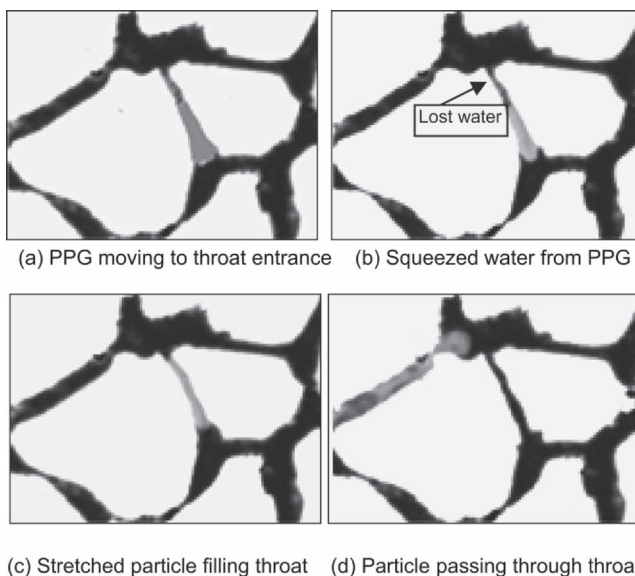 Lost water
(a) PPG moving to throat entrance
(b) Squeezed water from PPG
(c) Stretched particle filling throat
(d) Particle passing through throa